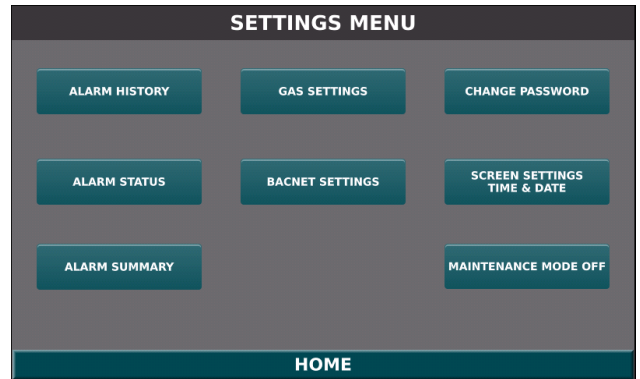 SETTINGS MENU
ALARM HISTORY
GAS SETTINGS
CHANGE PASSWORD
ALARM STATUS
BACNET SETTINGS
SCREEN SETTINGS
TIME & DATE
ALARM SUMMARY
MAINTENANCE MODE OFF
HOME